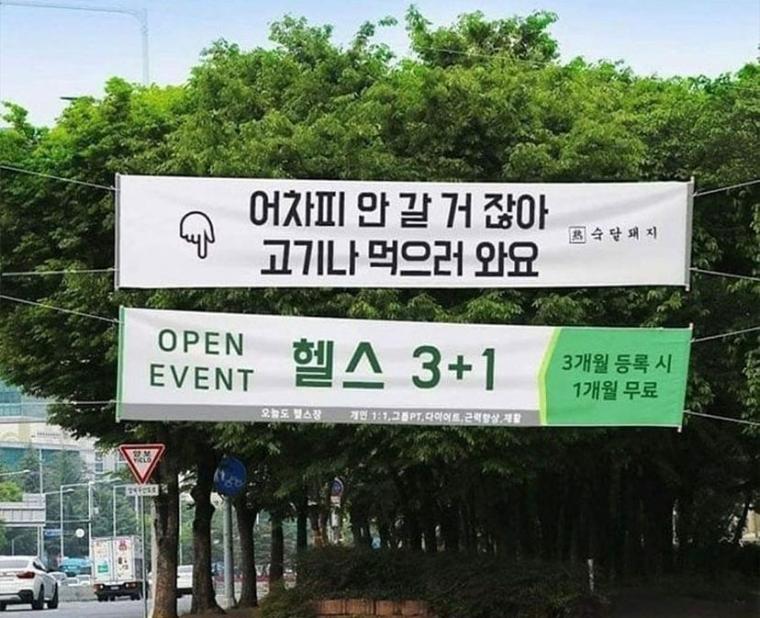 어차피 안 갈 거 잖아
고기나 먹으러 와요
熟 숙달돼지
OPEN
EVENT
헬스 3+1
3개월 등록 시
1개월 무료
오늘도 헬스장
개인 1:1,그룹PT,다이어트,근력향상,재활
양보
YIELD